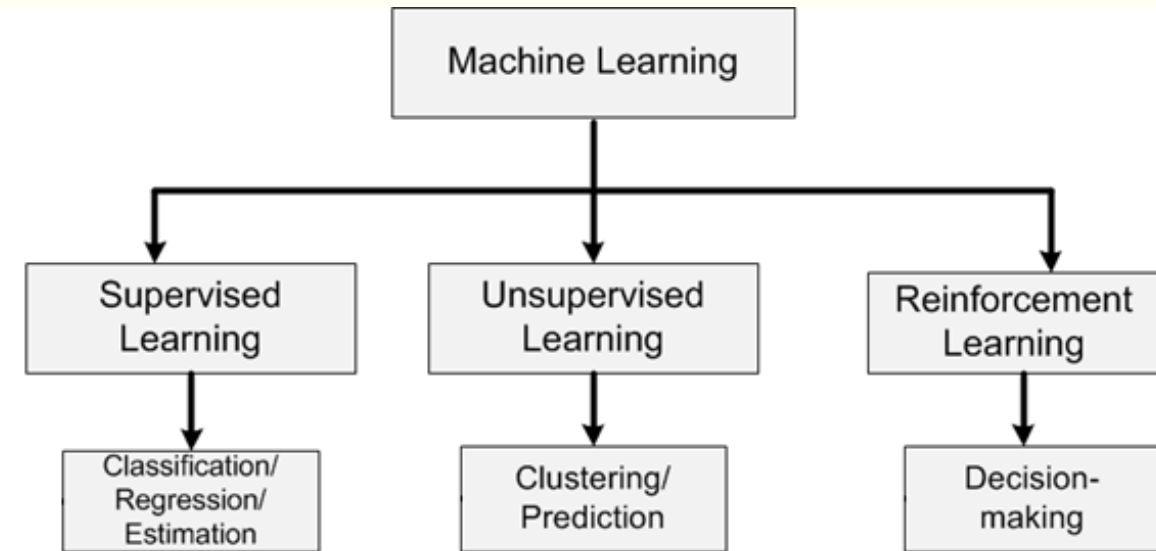 Machine Learning
Supervised
Learning
Unsupervised
Learning
Reinforcement
Learning
Classification/
Regression/
Estimation
Clustering/
Prediction
Decision-
making